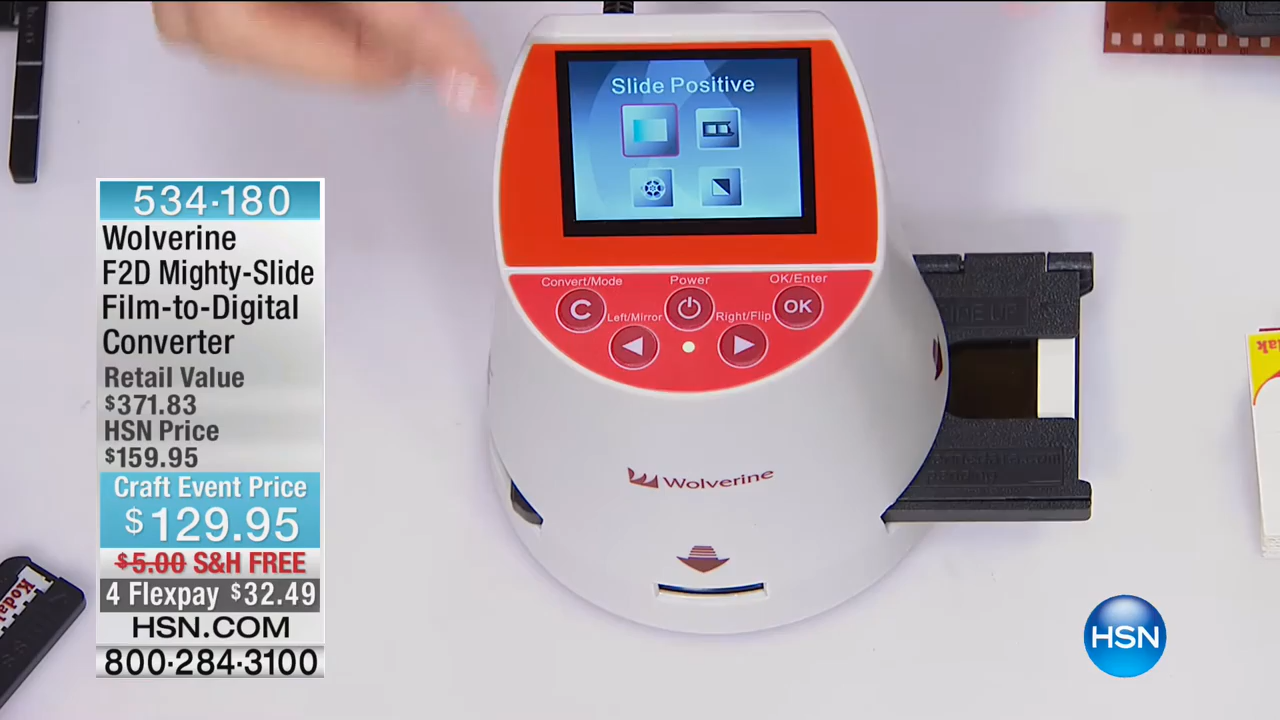 534·180
Wolverine
F2D Mighty-Slide
Film-to-Digital
Converter
Retail Value
$371.83
HSN Price
$159.95
Craft Event Price
$129.95
$5.00 S&H FREE
4 Flexpay $32.49
HSN.COM
800·284·3100
Slide Positive
Convert/Mode
Power
OK/Enter
C
OK
Left/Mirror
Right/Flip
Wolverine
HSN
Kodak